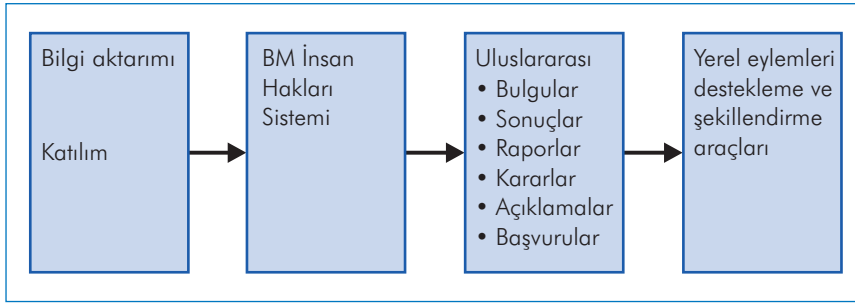 Bilgi aktarımı
Katılım
BM İnsan
Hakları
Sistemi
Uluslararası
• Bulgular
• Sonuçlar
• Raporlar
• Kararlar
• Açıklamalar
• Başvurular
Yerel eylemleri
destekleme ve
şekillendirme
araçları